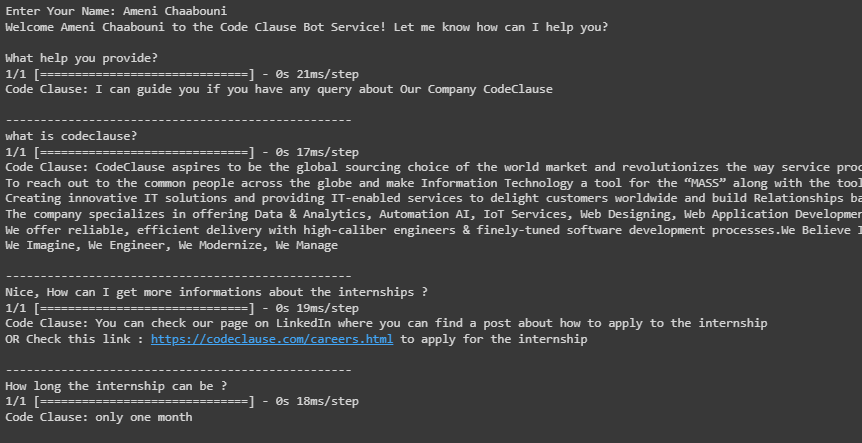 Enter Your Name: Ameni Chaabouni
Welcome Ameni Chaabouni to the Code Clause Bot Service! Let me know how can I help you?
What help you provide?
1/1 [==============================] - 0s 21ms/step
Code Clause: I can guide you if you have any query about Our Company CodeClause
--------------------------------------------------
what is codeclause?
1/1 [==============================] - 0s 17ms/step
Code Clause: CodeClause aspires to be the global sourcing choice of the world market and revolutionizes the way service
To reach out to the common people across the globe and make Information Technology a tool for the “MASS” along with the tool
Creating innovative IT solutions and providing IT-enabled services to delight customers worldwide and build Relationships
The company specializes in offering Data & Analytics, Automation AI, IoT Services, Web Designing, Web Application
We offer reliable, efficient delivery with high-caliber engineers & finely-tuned software development processes.We Believe
We Imagine, We Engineer, We Modernize, We Manage
--------------------------------------------------
Nice, How can I get more informations about the internships ?
1/1 [==============================] - 0s 19ms/step
Code Clause: You can check our page on LinkedIn where you can find a post about how to apply to the internship
OR Check this link : https://codeclause.com/careers.html to apply for the internship
--------------------------------------------------
How long the internship can be ?
1/1 [==============================] - 0s 18ms/step
Code Clause: only one month